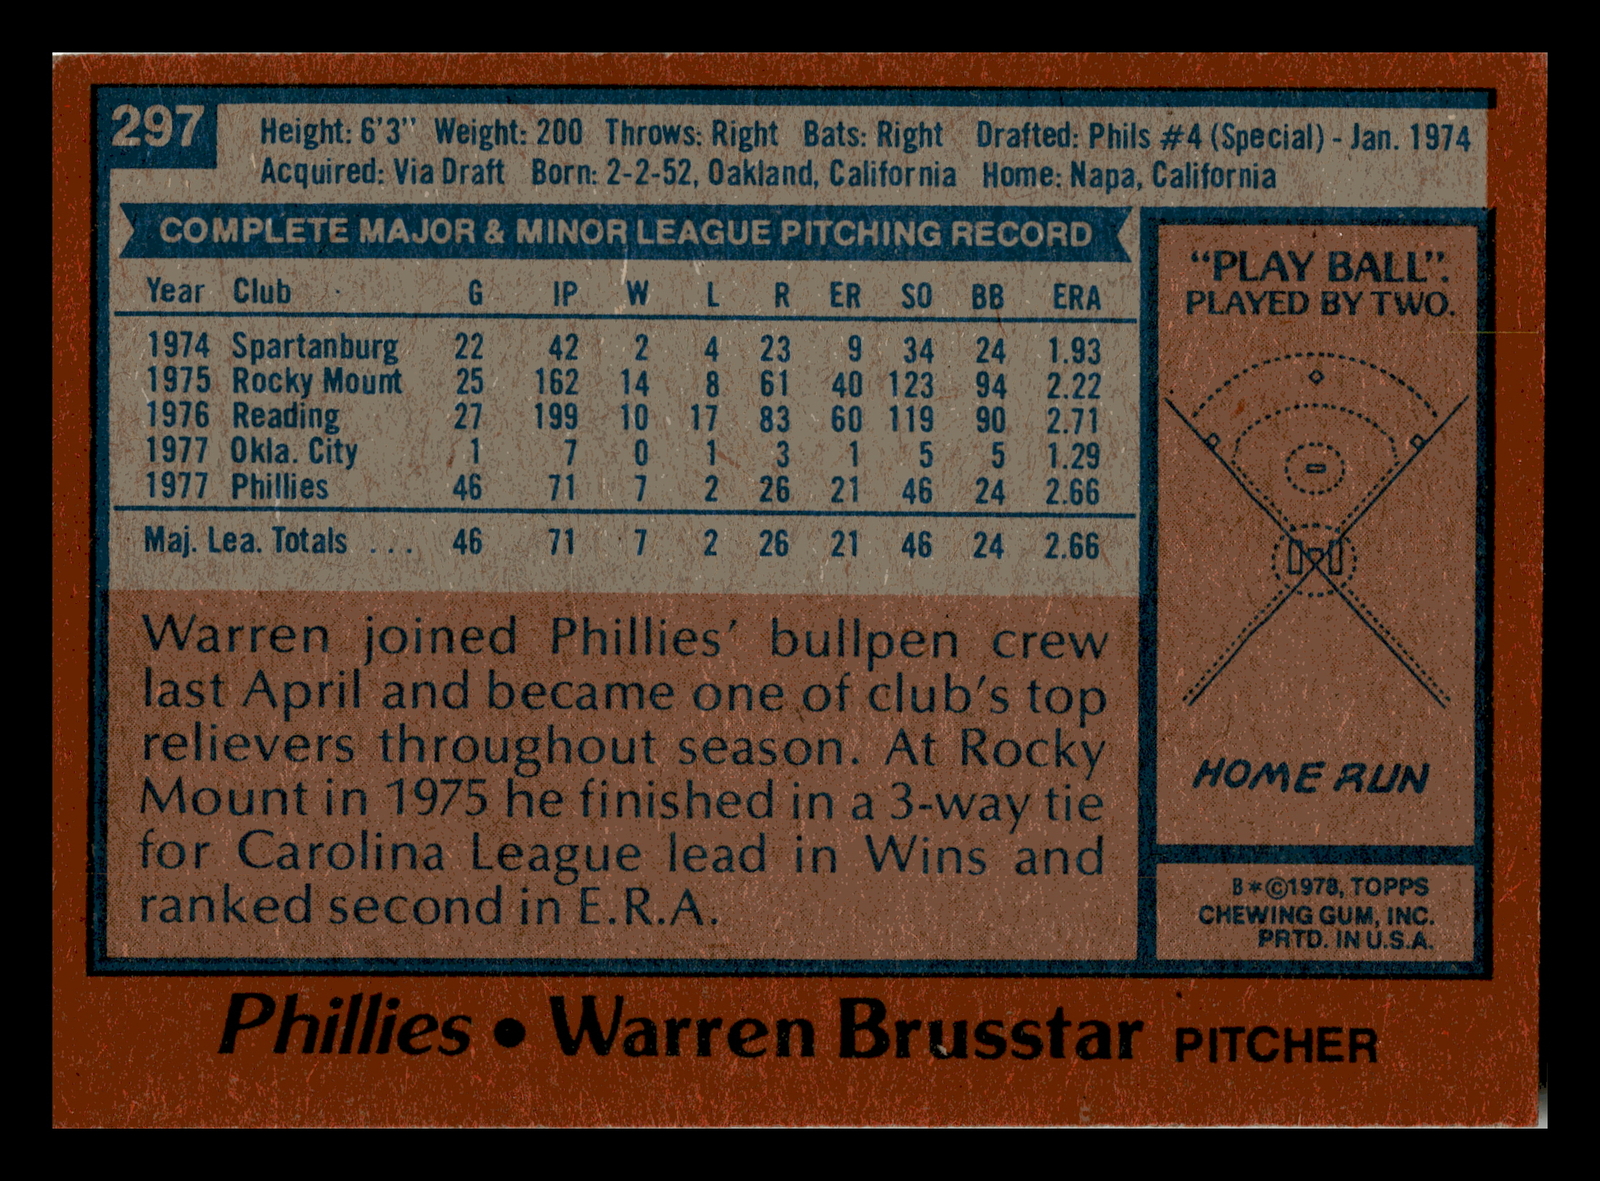 297
Height: 6'3" Weight: 200 Throws: Right Bats: Right Drafted: Phils #4 (Special) - Jan. 1974
Acquired: Via Draft Born: 2-2-52, Oakland, California Home: Napa, California
COMPLETE MAJOR & MINOR LEAGUE PITCHING RECORD
Year Club G IP W L R ER SO BB ERA
1974 Spartanburg 22 42 2 4 23 9 34 24 1.93
1975 Rocky Mount 25 162 14 8 61 40 123 94 2.22
1976 Reading 27 199 10 17 83 60 119 90 2.71
1977 Okla. City 1 7 0 1 3 1 5 5 1.29
1977 Phillies 46 71 7 2 26 21 46 24 2.66
Maj. Lea. Totals ... 46 71 7 2 26 21 46 24 2.66
Warren joined Phillies' bullpen crew
last April and became one of club's top
relievers throughout season. At Rocky
Mount in 1975 he finished in a 3-way tie
for Carolina League lead in Wins and
ranked second in E.R.A.
"PLAY BALL".
PLAYED BY TWO.
HOME RUN
B*©1978, TOPPS
CHEWING GUM, INC.
PRTD. IN U.S.A.
Phillies • Warren Brusstar PITCHER